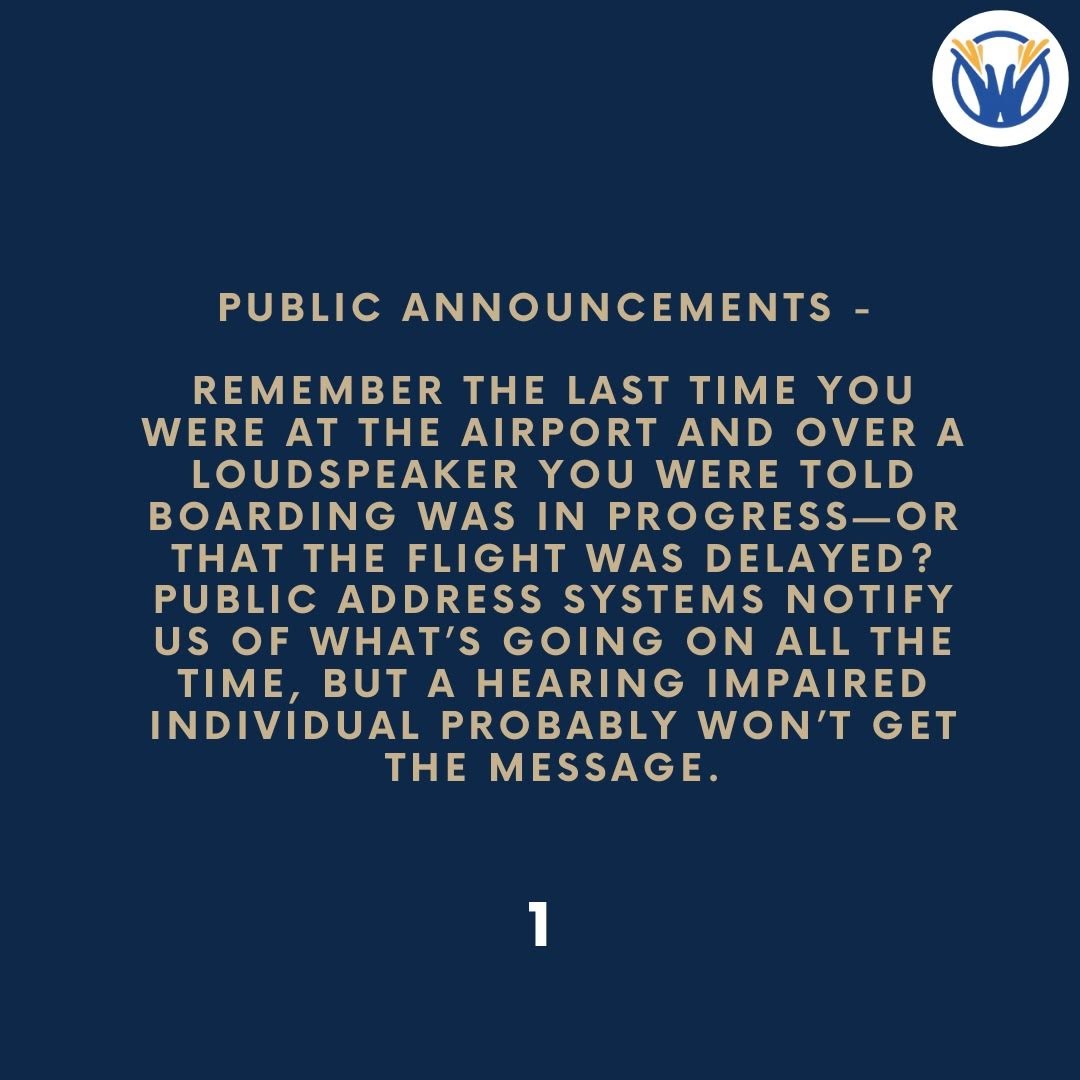 PUBLIC ANNOUNCEMENTS -
REMEMBER THE LAST TIME YOU
WERE AT THE AIRPORT AND OVER A
LOUDSPEAKER YOU WERE TOLD
BOARDING WAS IN PROGRESS—OR
THAT THE FLIGHT WAS DELAYED?
PUBLIC ADDRESS SYSTEMS NOTIFY
US OF WHAT’S GOING ON ALL THE
TIME, BUT A HEARING IMPAIRED
INDIVIDUAL PROBABLY WON’T GET
THE MESSAGE.
1